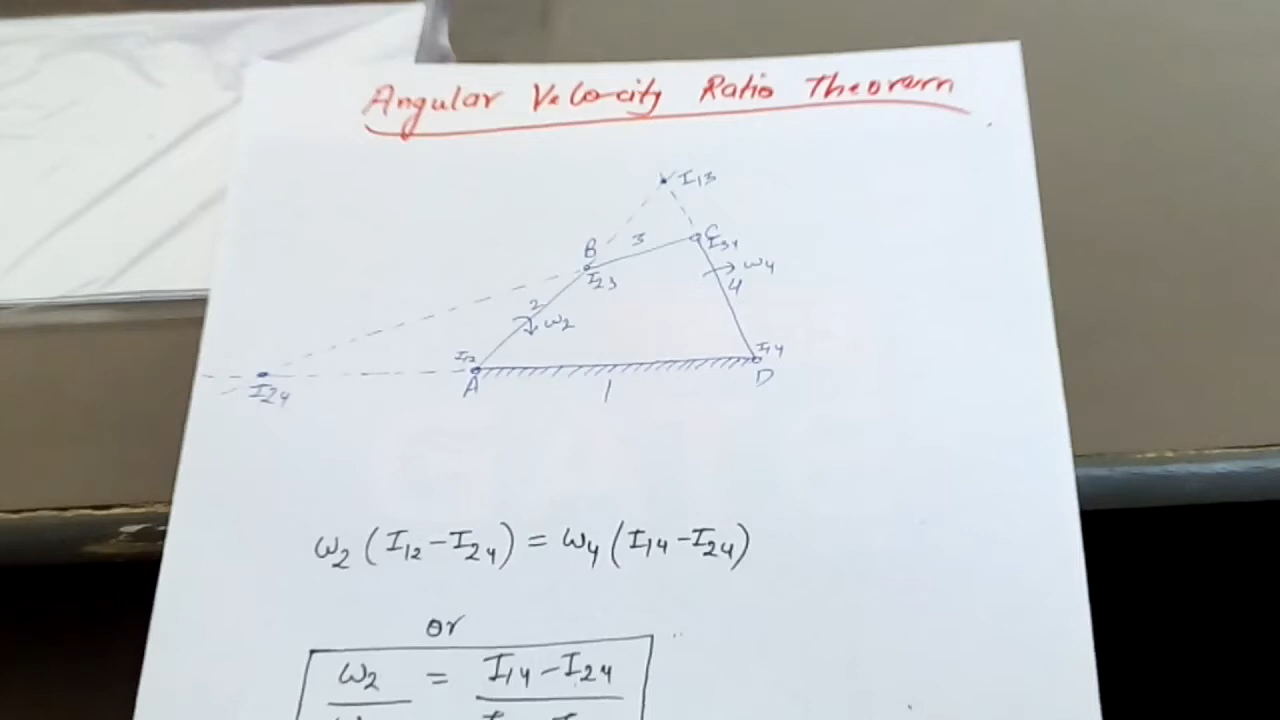 Angular Velocity Ratio Theorem
I13
B 3 C
I34
I23
ω4
2 4
ω2
I12 I14
A D
I24 1
ω2 (I12 - I24) = ω4 (I14 - I24)
or
ω2 = I14 - I24